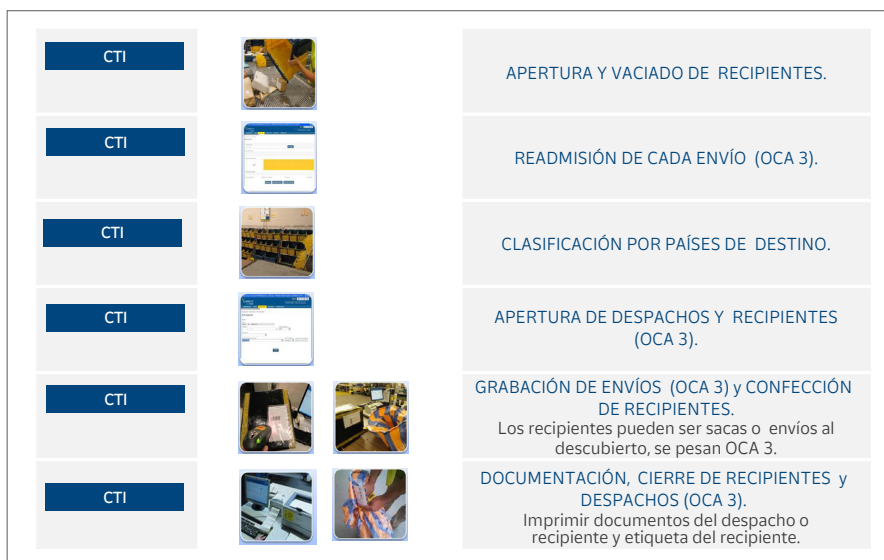 CTI
APERTURA Y VACIADO DE RECIPIENTES.
CTI
READMISIÓN DE CADA ENVÍO (OCA 3).
CTI
CLASIFICACIÓN POR PAÍSES DE DESTINO.
CTI
APERTURA DE DESPACHOS Y RECIPIENTES
(OCA 3).
CTI
GRABACIÓN DE ENVÍOS (OCA 3) y CONFECCIÓN
DE RECIPIENTES.
Los recipientes pueden ser sacas o envíos al
descubierto, se pesan OCA 3.
CTI
DOCUMENTACIÓN, CIERRE DE RECIPIENTES y
DESPACHOS (OCA 3).
Imprimir documentos del despacho o
recipiente y etiqueta del recipiente.